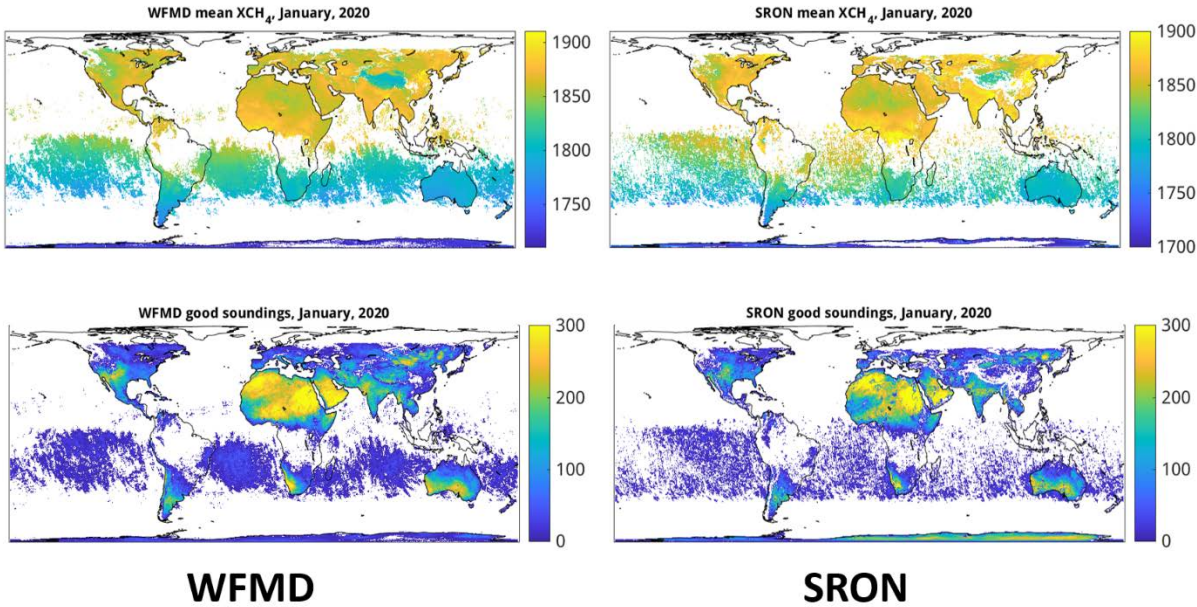 WFMD mean XCH₄, January, 2020
1900
1850
1800
1750
SRON mean XCH₄, January, 2020
1900
1850
1800
1750
1700
WFMD good soundings, January, 2020
300
200
100
0
SRON good soundings, January, 2020
300
200
100
0
WFMD
SRON